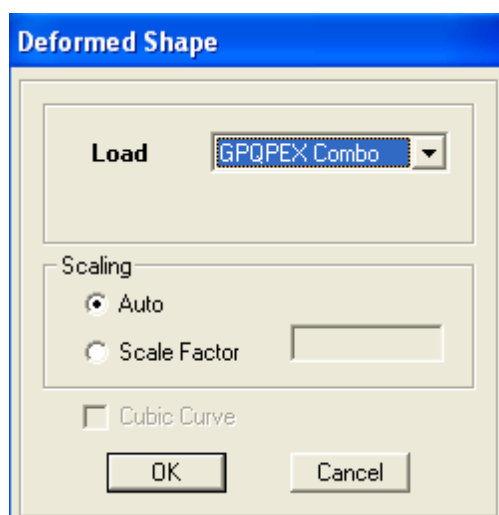 Deformed Shape
Load GPQPEX Combo
Scaling
Auto
Scale Factor
Cubic Curve
OK Cancel